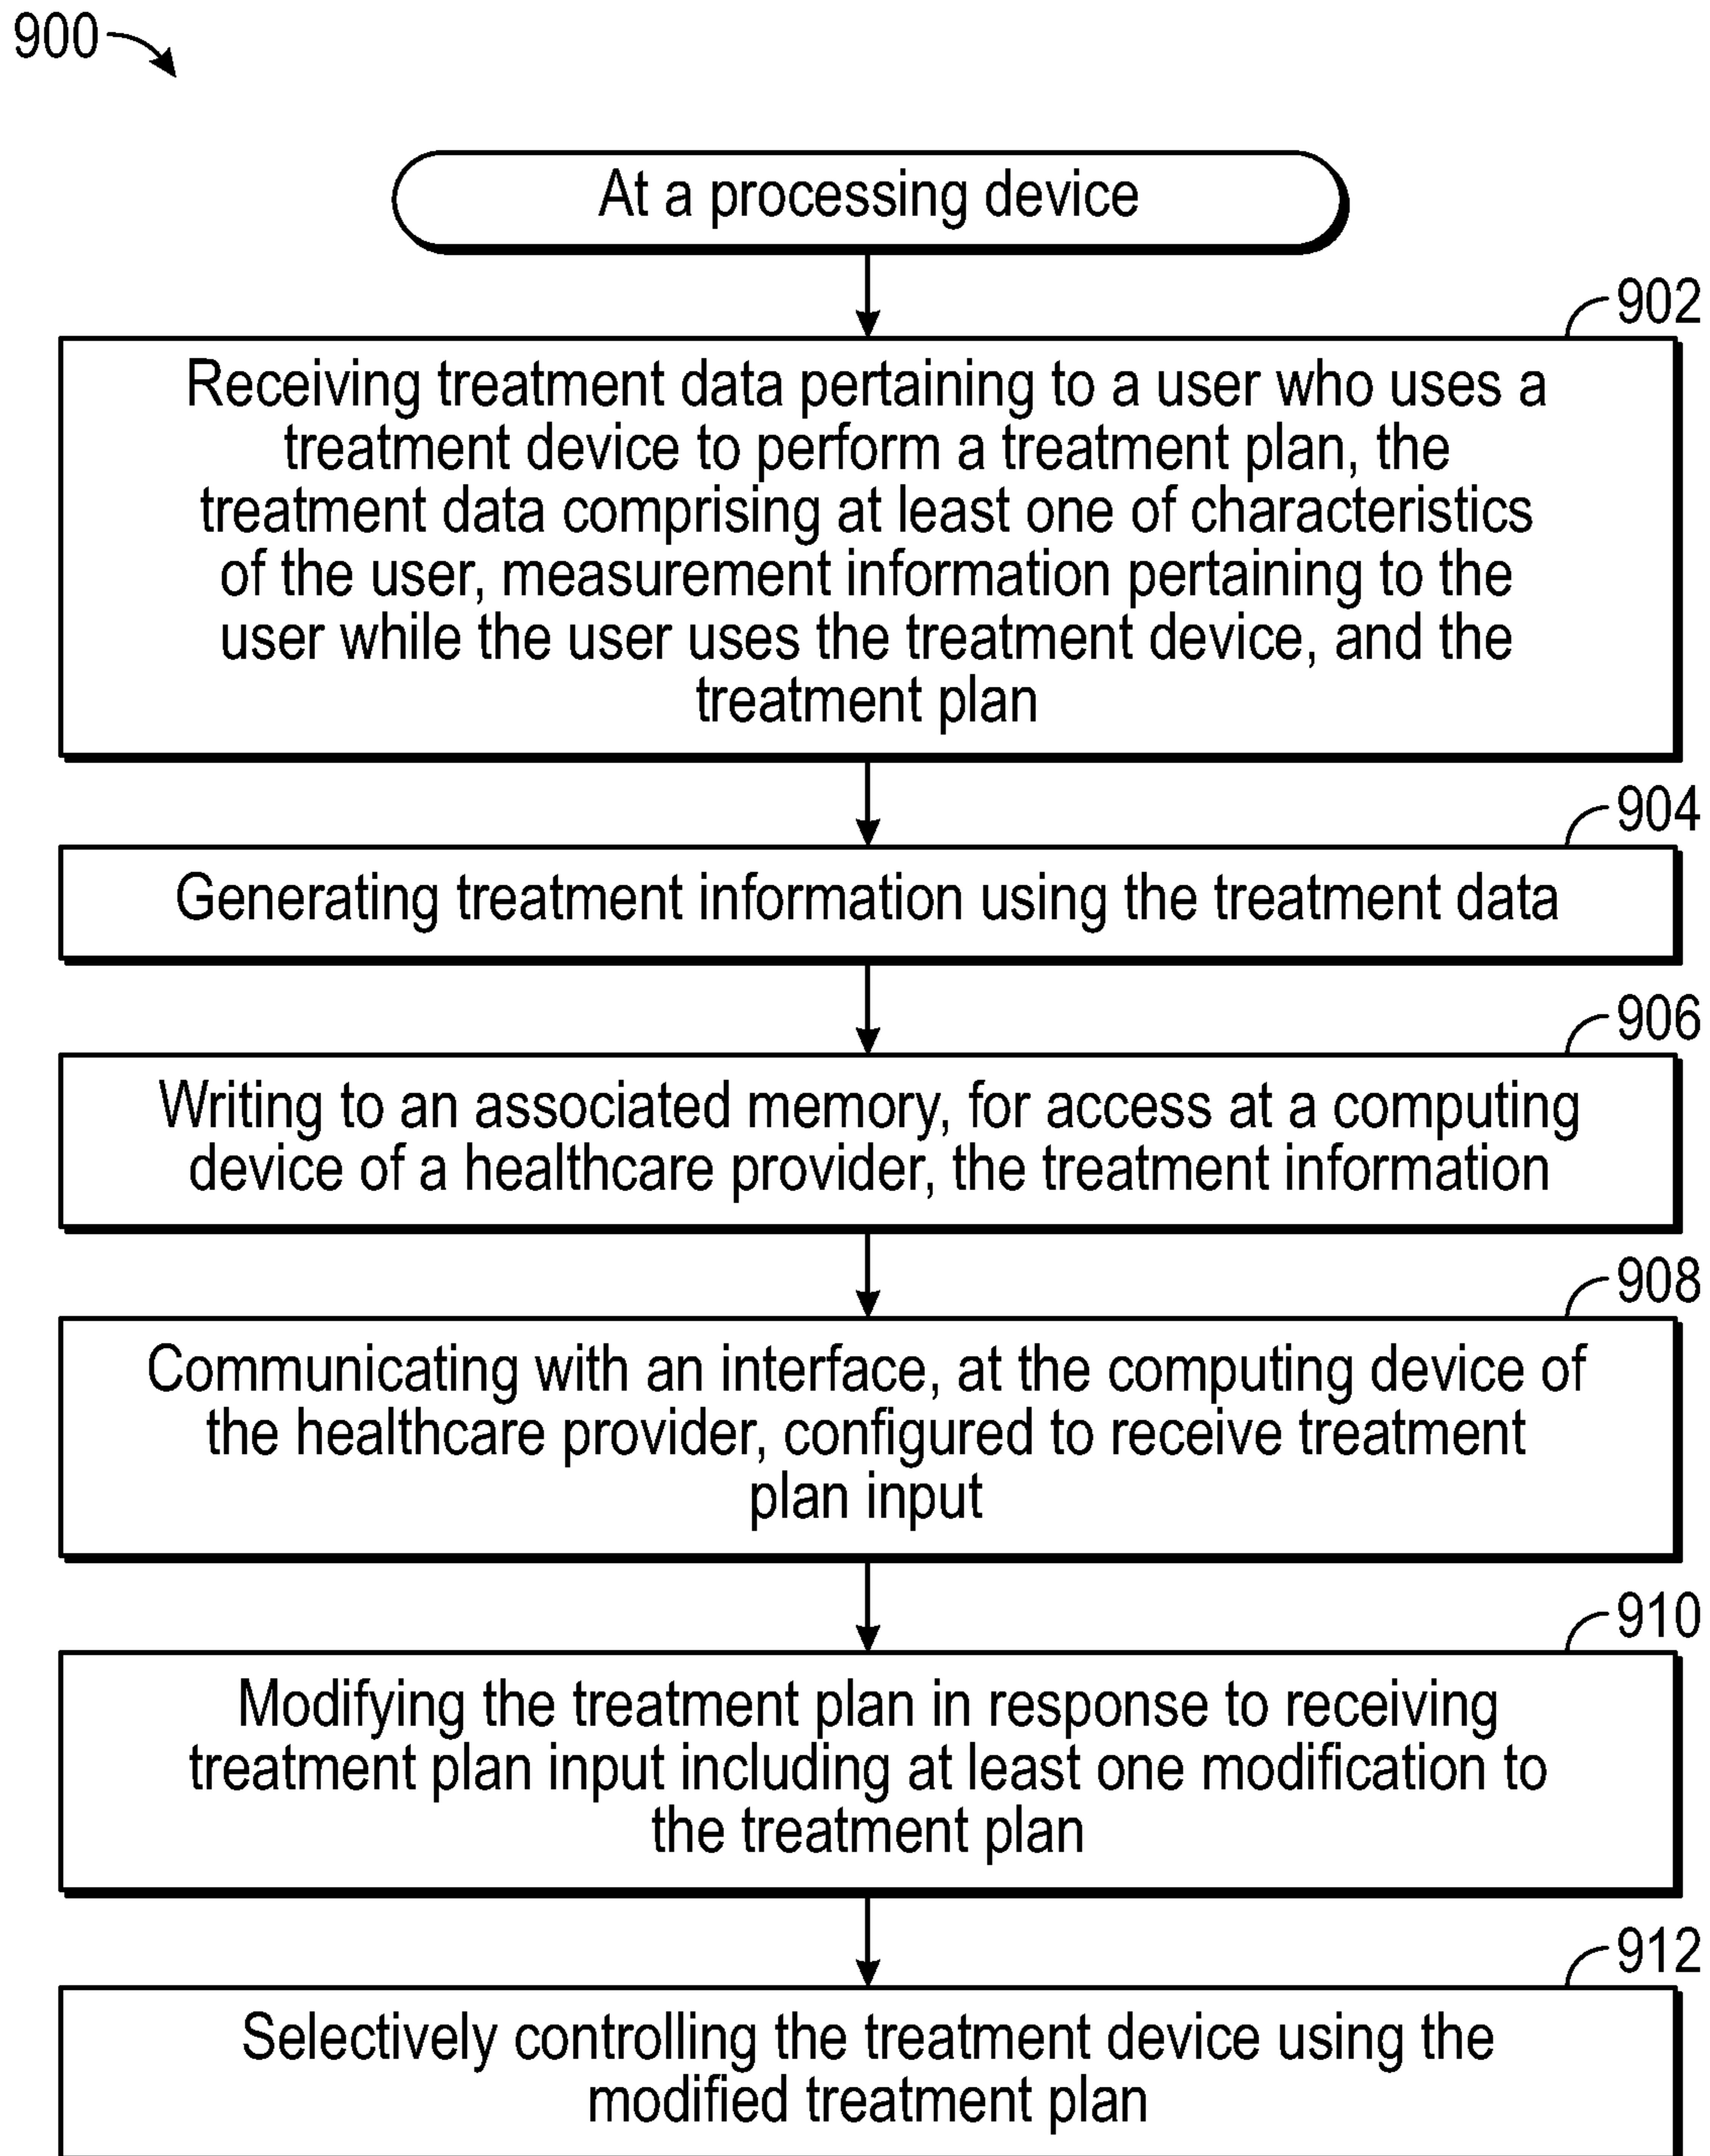 900
At a processing device
902
Receiving treatment data pertaining to a user who uses a
treatment device to perform a treatment plan, the
treatment data comprising at least one of characteristics
of the user, measurement information pertaining to the
user while the user uses the treatment device, and the
treatment plan
904
Generating treatment information using the treatment data
906
Writing to an associated memory, for access at a computing
device of a healthcare provider, the treatment information
908
Communicating with an interface, at the computing device of
the healthcare provider, configured to receive treatment
plan input
910
Modifying the treatment plan in response to receiving
treatment plan input including at least one modification to
the treatment plan
912
Selectively controlling the treatment device using the
modified treatment plan